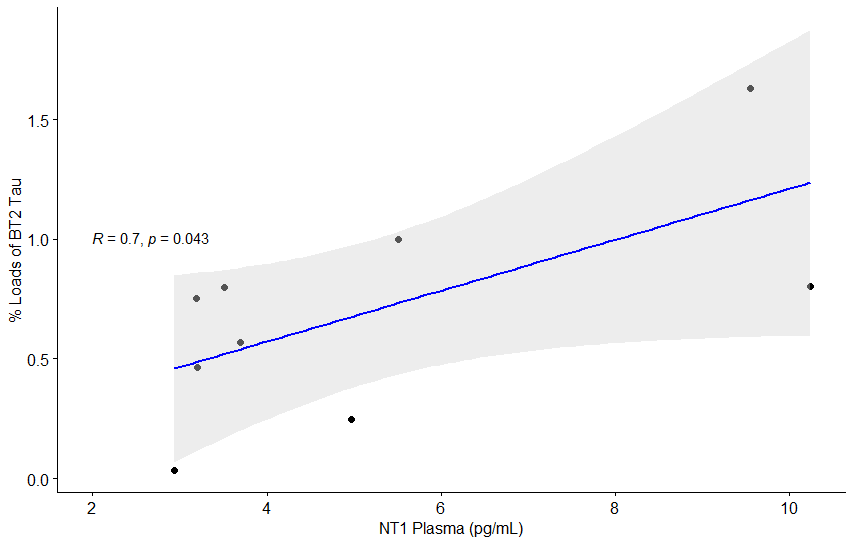 % Loads of BT2 Tau
1.5
1.0
0.5
0.0
R = 0.7, p = 0.043
2 4 6 8 10
NT1 Plasma (pg/mL)